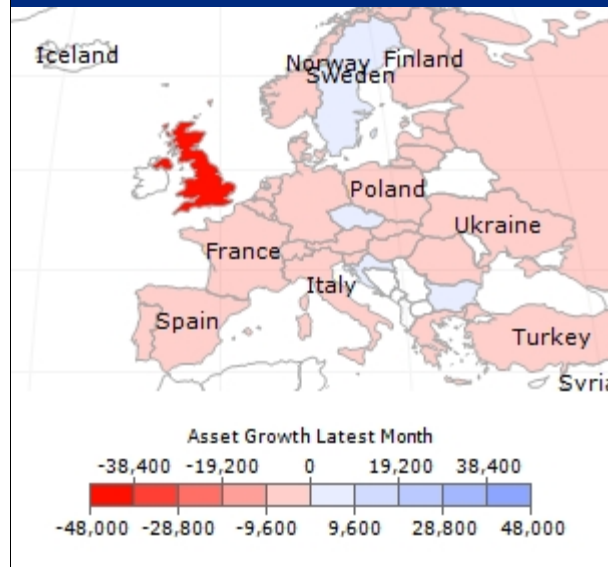 Iceland
Norway
Finland
Sweden
Poland
Ukraine
France
Italy
Spain
Turkey
Syria
Asset Growth Latest Month
-38,400 -19,200 0 19,200 38,400
-48,000 -28,800 -9,600 9,600 28,800 48,000